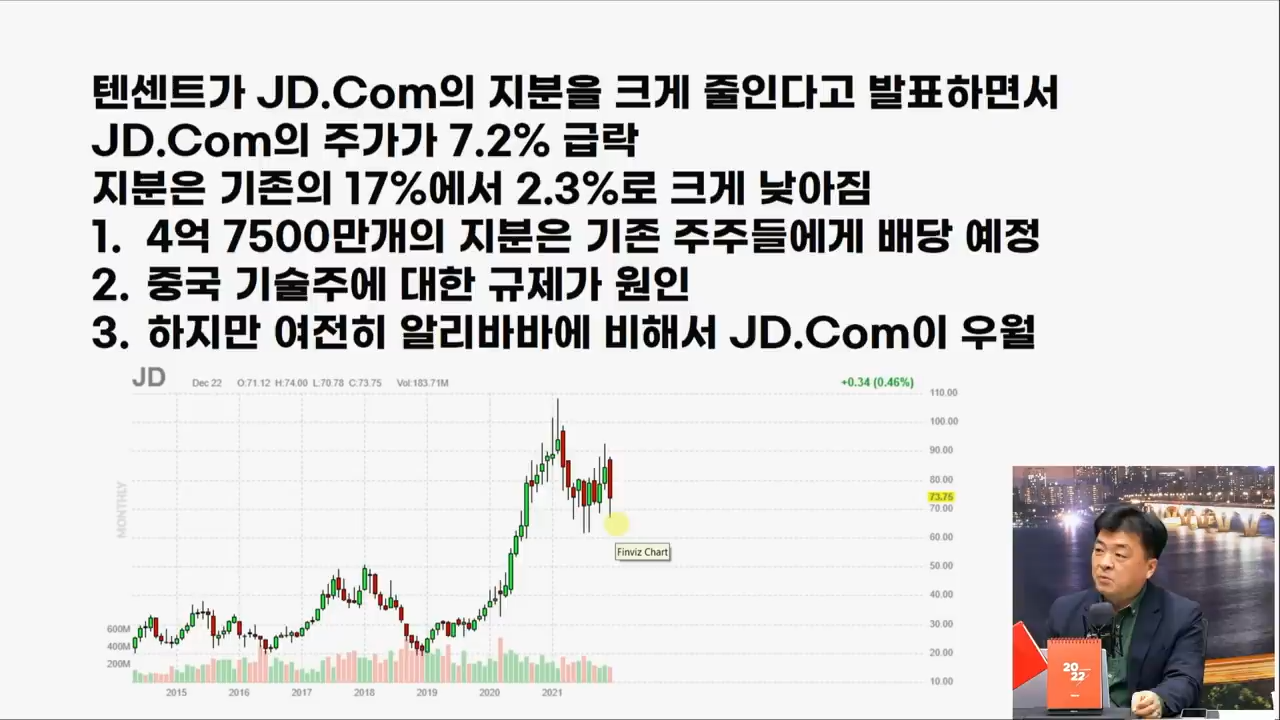 텐센트가 JD.Com의 지분을 크게 줄인다고 발표하면서
JD.Com의 주가가 7.2% 급락
지분은 기존의 17%에서 2.3%로 크게 낮아짐
1. 4억 7500만개의 지분은 기존 주주들에게 배당 예정
2. 중국 기술주에 대한 규제가 원인
3. 하지만 여전히 알리바바에 비해서 JD.Com이 우월
JD Dec 22 O:71.12 H:74.00 L:70.78 C:73.75 Vol:183.71M +0.34 (0.46%)
110.00
100.00
90.00
80.00
73.75
70.00
60.00
50.00
40.00
30.00
20.00
10.00
MONTHLY
Finviz Chart
600M
400M
200M
2015 2016 2017 2018 2019 2020 2021
20
22